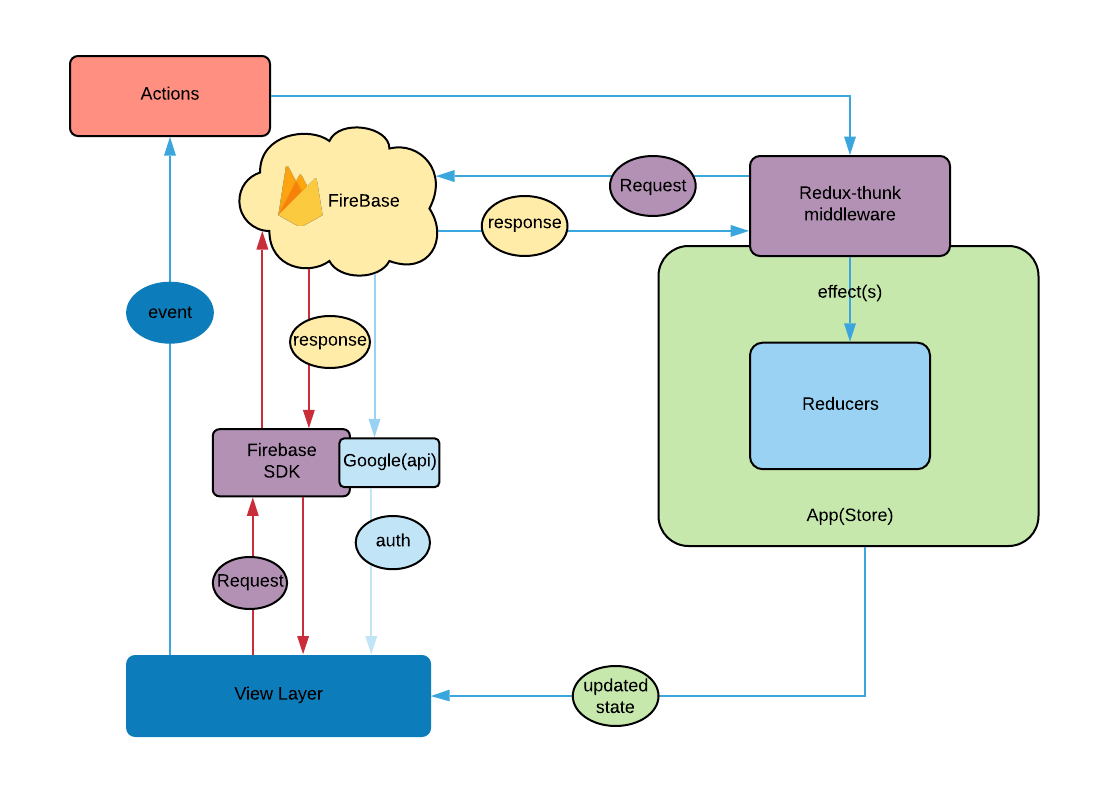 Actions
Request
Redux-thunk
middleware
FireBase
response
effect(s)
event
response
Reducers
Firebase
SDK
Google(api)
App(Store)
auth
Request
View Layer
updated
state